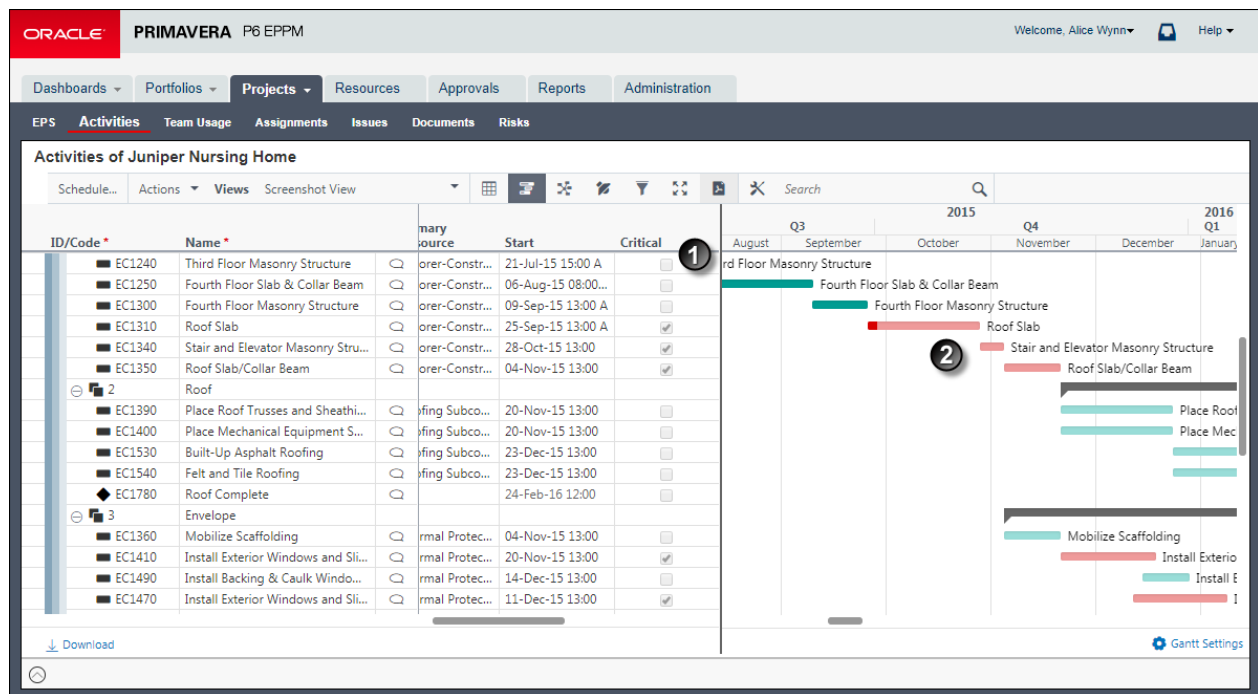 ORACLE PRIMAVERA P6 EPPM Welcome, Alice Wynn Help
Dashboards Portfolios Projects Resources Approvals Reports Administration
EPS Activities Team Usage Assignments Issues Documents Risks
Activities of Juniper Nursing Home
Schedule... Actions Views Screenshot View Search
2015 2016
Q3 Q4 Q1
ID/Code * Name * mary source Start Critical August September October November December January
1
EC1240 Third Floor Masonry Structure orer-Constr... 21-Jul-15 15:00 A rd Floor Masonry Structure
EC1250 Fourth Floor Slab & Collar Beam orer-Constr... 06-Aug-15 08:00... Fourth Floor Slab & Collar Beam
EC1300 Fourth Floor Masonry Structure orer-Constr... 09-Sep-15 13:00 A Fourth Floor Masonry Structure
EC1310 Roof Slab orer-Constr... 25-Sep-15 13:00 A Roof Slab
2
EC1340 Stair and Elevator Masonry Stru... orer-Constr... 28-Oct-15 13:00 Stair and Elevator Masonry Structure
EC1350 Roof Slab/Collar Beam orer-Constr... 04-Nov-15 13:00 Roof Slab/Collar Beam
2 Roof
EC1390 Place Roof Trusses and Sheathi... ofing Subco... 20-Nov-15 13:00 Place Roof
EC1400 Place Mechanical Equipment S... ofing Subco... 20-Nov-15 13:00 Place Mec
EC1530 Built-Up Asphalt Roofing ofing Subco... 23-Dec-15 13:00
EC1540 Felt and Tile Roofing ofing Subco... 23-Dec-15 13:00
EC1780 Roof Complete 24-Feb-16 12:00
3 Envelope
EC1360 Mobilize Scaffolding rmal Protec... 04-Nov-15 13:00 Mobilize Scaffolding
EC1410 Install Exterior Windows and Sli... rmal Protec... 20-Nov-15 13:00 Install Exterio
EC1490 Install Backing & Caulk Windo... rmal Protec... 14-Dec-15 13:00 Install E
EC1470 Install Exterior Windows and Sli... rmal Protec... 11-Dec-15 13:00
Download Gantt Settings